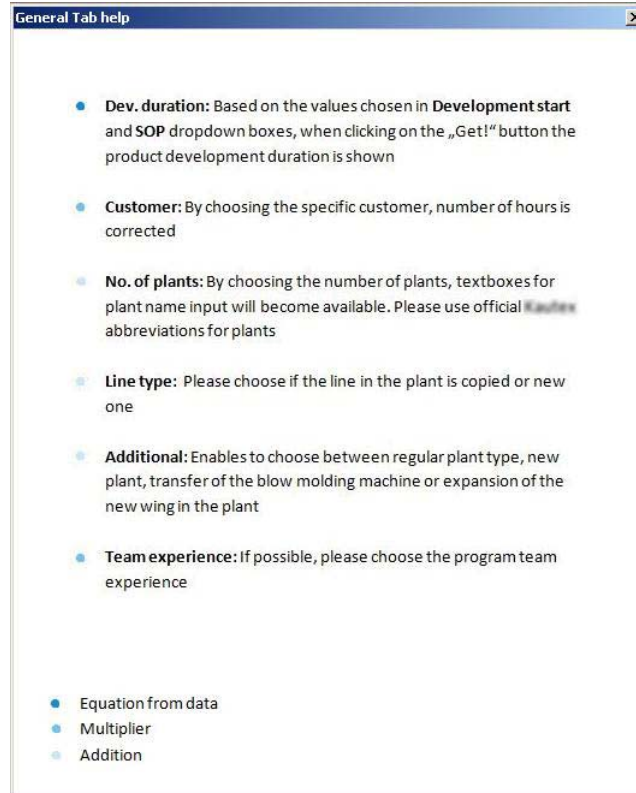 General Tab help
Dev. duration: Based on the values chosen in Development start
and SOP dropdown boxes, when clicking on the „Get!“ button the
product development duration is shown
Customer: By choosing the specific customer, number of hours is
corrected
No. of plants: By choosing the number of plants, textboxes for
plant name input will become available. Please use official
abbreviations for plants
Line type: Please choose if the line in the plant is copied or new
one
Additional: Enables to choose between regular plant type, new
plant, transfer of the blow molding machine or expansion of the
new wing in the plant
Team experience: If possible, please choose the program team
experience
Equation from data
Multiplier
Addition